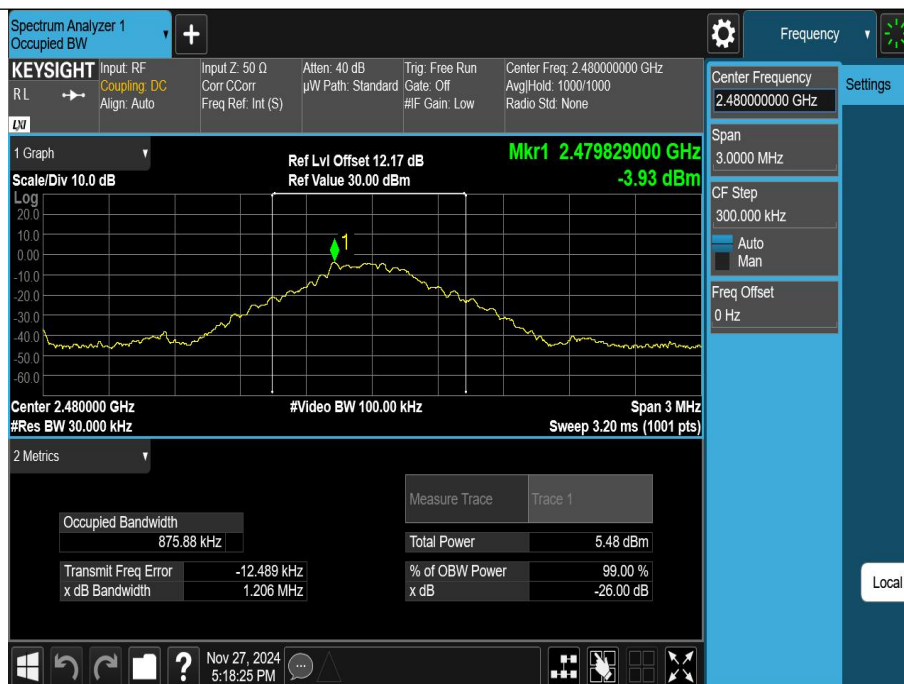 Spectrum Analyzer 1
Occupied BW
Frequency
KEYSIGHT
RL
LXI
Input: RF
Coupling: DC
Align: Auto
Input Z: 50 Ω
Corr CCorr
Freq Ref: Int (S)
Atten: 40 dB
µW Path: Standard
Trig: Free Run
Gate: Off
#IF Gain: Low
Center Freq: 2.480000000 GHz
Avg|Hold: 1000/1000
Radio Std: None
Center Frequency
2.480000000 GHz
Settings
Span
3.0000 MHz
CF Step
300.000 kHz
Auto
Man
Freq Offset
0 Hz
Local
1 Graph
Scale/Div 10.0 dB
Ref Lvl Offset 12.17 dB
Ref Value 30.00 dBm
Mkr1 2.479829000 GHz
-3.93 dBm
Log
20.0
10.0
0.00
-10.0
-20.0
-30.0
-40.0
-50.0
-60.0
1
Center 2.480000 GHz
#Video BW 100.00 kHz
Span 3 MHz
#Res BW 30.000 kHz
Sweep 3.20 ms (1001 pts)
2 Metrics
Measure Trace
Trace 1
Occupied Bandwidth
875.88 kHz
Total Power
5.48 dBm
Transmit Freq Error
-12.489 kHz
% of OBW Power
99.00 %
x dB Bandwidth
1.206 MHz
x dB
-26.00 dB
Nov 27, 2024
5:18:25 PM